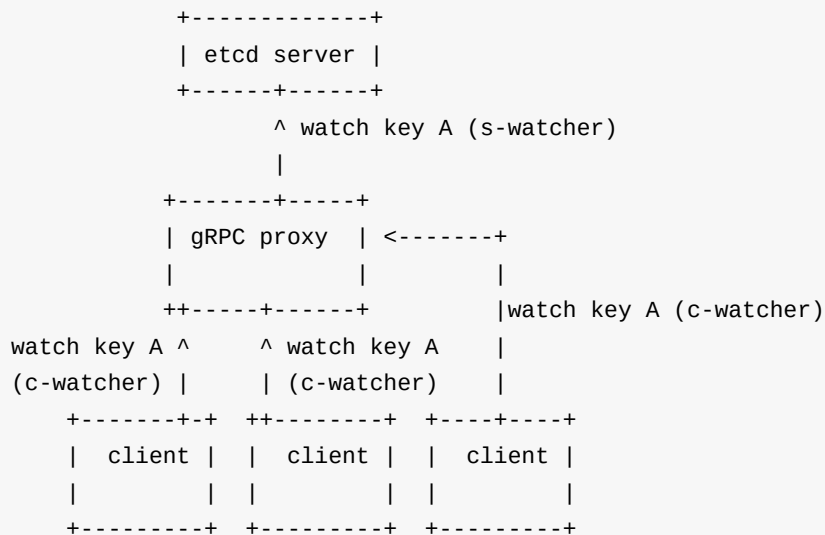 +-------------+
| etcd server |
+------+------+
^ watch key A (s-watcher)
|
+-------+-----+
| gRPC proxy | <-------+
| | |
++-----+------+ |watch key A (c-watcher)
watch key A ^ ^ watch key A |
(c-watcher) | | (c-watcher) |
+-------+-+ ++--------+ +----+----+
| client | | client | | client |
| | | | | |
+---------+ +---------+ +---------+